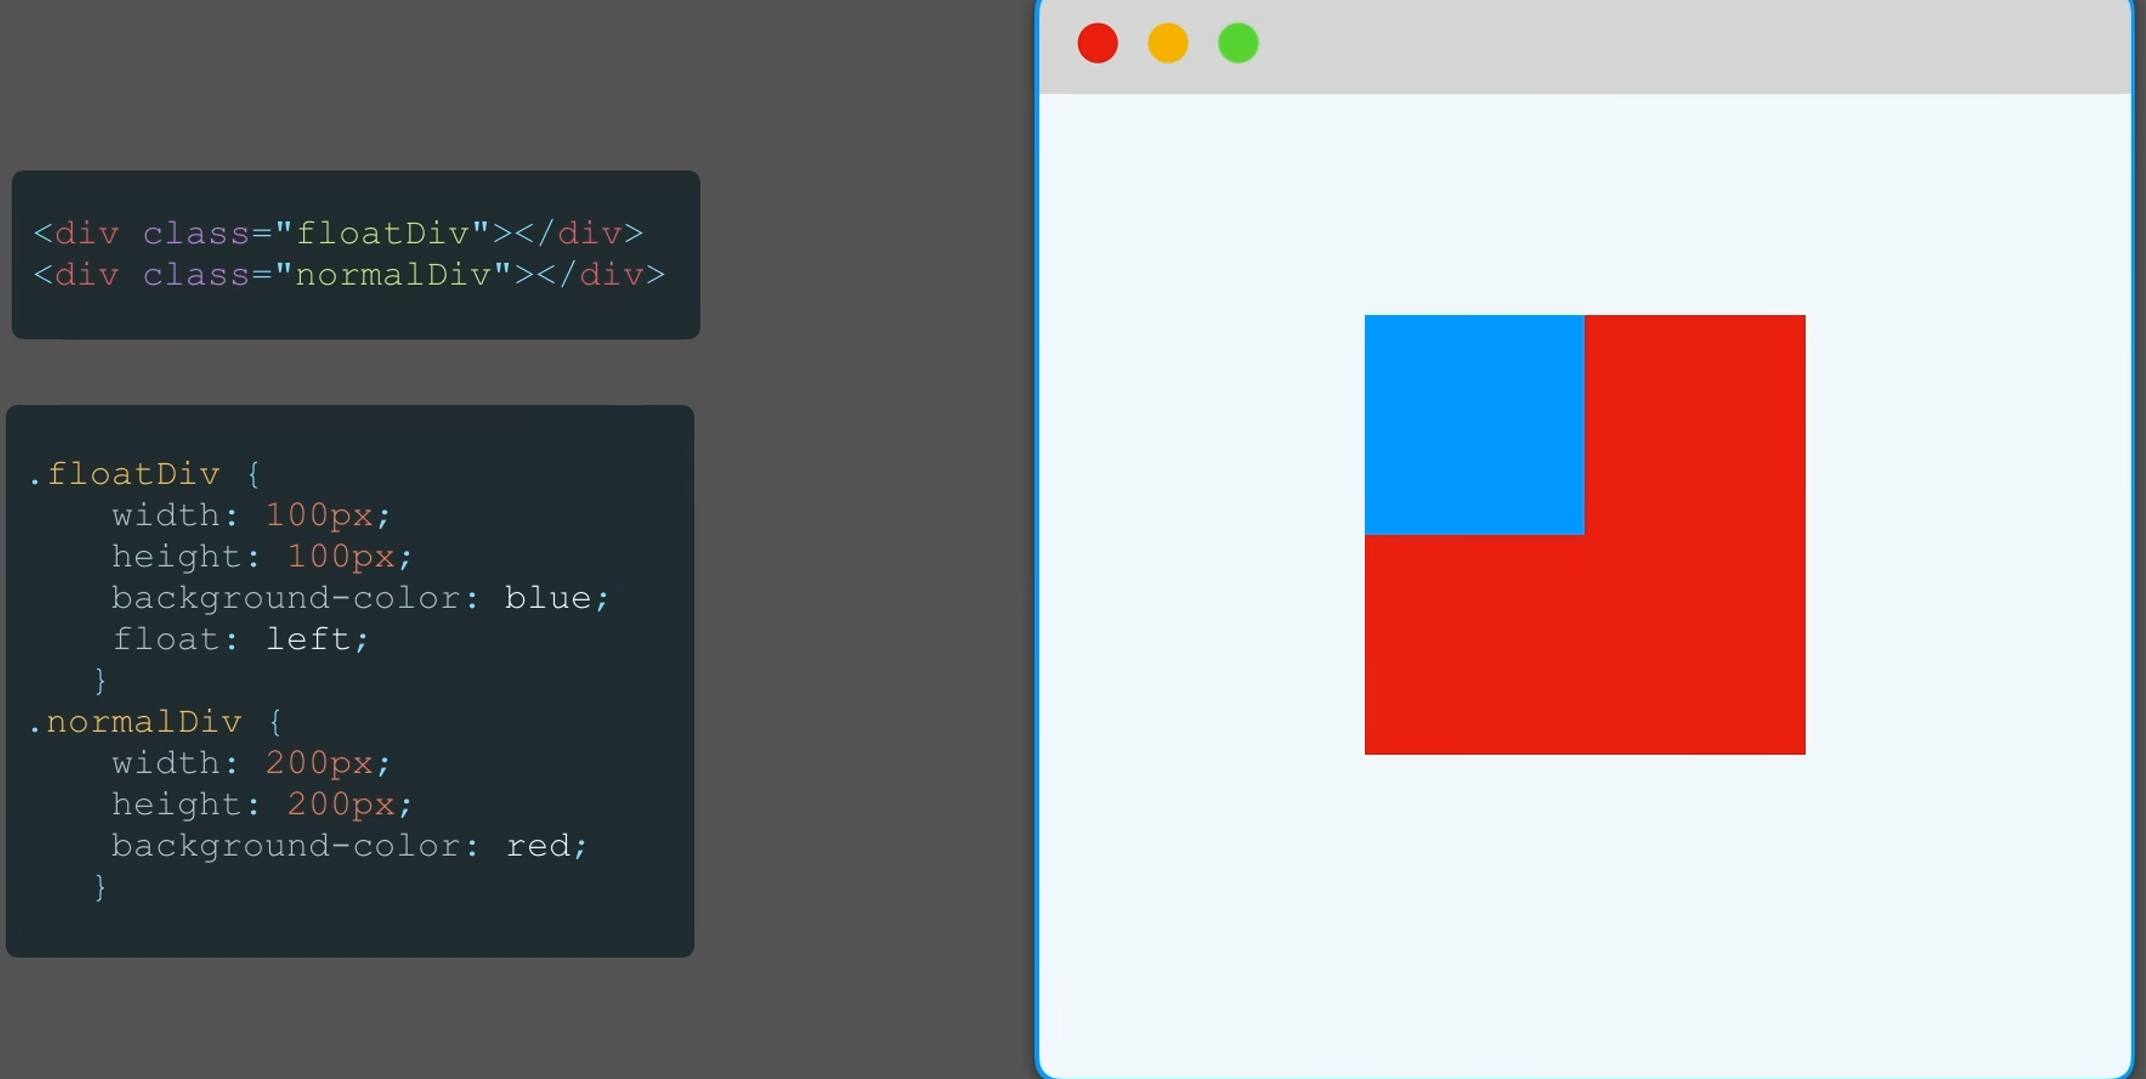 <div class="floatDiv"></div>
<div class="normalDiv"></div>
.floatDiv {
    width: 100px;
    height: 100px;
    background-color: blue;
    float: left;
   }
.normalDiv {
    width: 200px;
    height: 200px;
    background-color: red;
   }